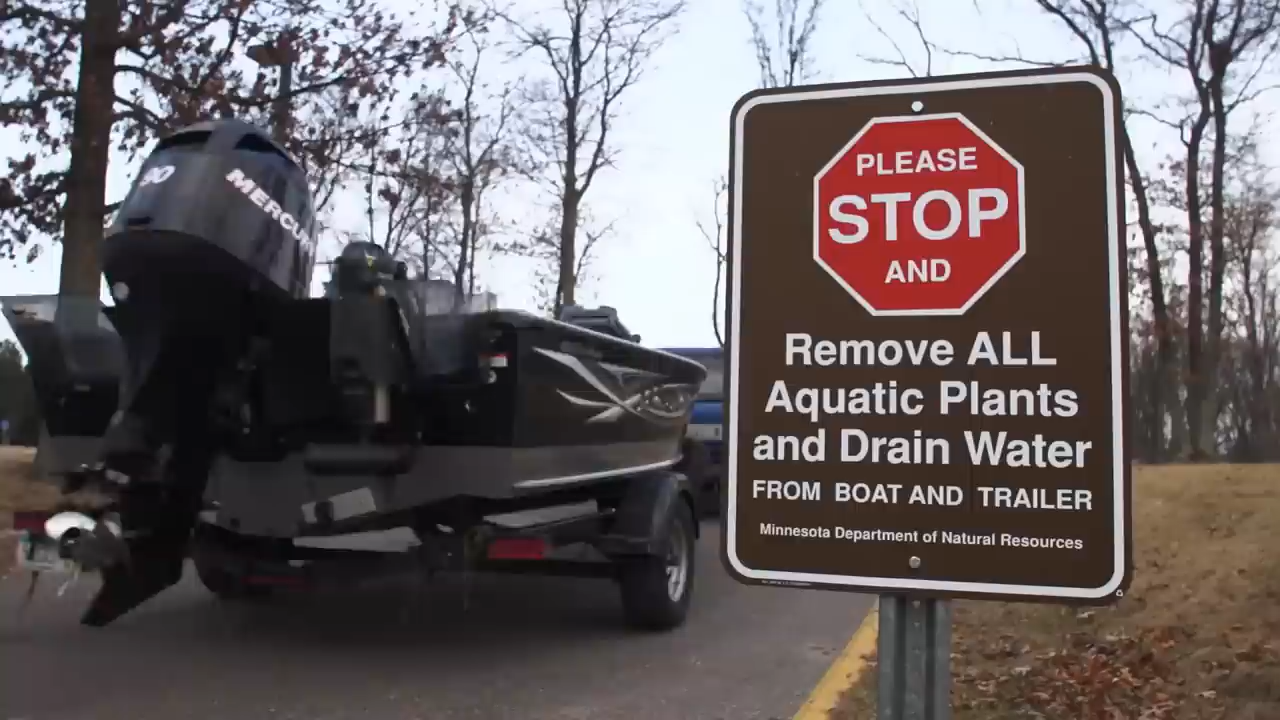 90
MERCURY
PLEASE
STOP
AND
Remove ALL
Aquatic Plants
and Drain Water
FROM BOAT AND TRAILER
Minnesota Department of Natural Resources